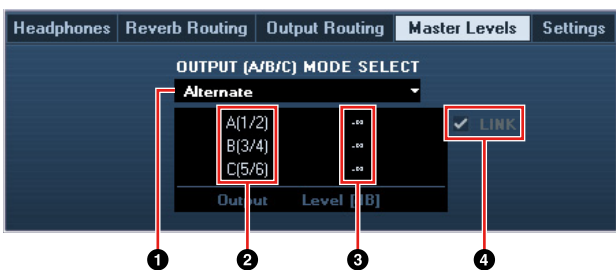 Headphones Reverb Routing Output Routing Master Levels Settings
OUTPUT (A/B/C) MODE SELECT
Alternate
A(1/2) -∞ LINK
B(3/4) -∞
C(5/6) -∞
Output Level [dB]
1 2 3 4